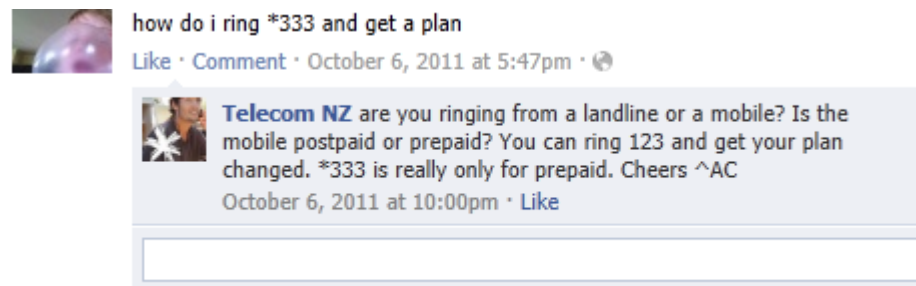 how do i ring *333 and get a plan
Like · Comment · October 6, 2011 at 5:47pm ·
Telecom NZ are you ringing from a landline or a mobile? Is the
mobile postpaid or prepaid? You can ring 123 and get your plan
changed. *333 is really only for prepaid. Cheers ^AC
October 6, 2011 at 10:00pm · Like